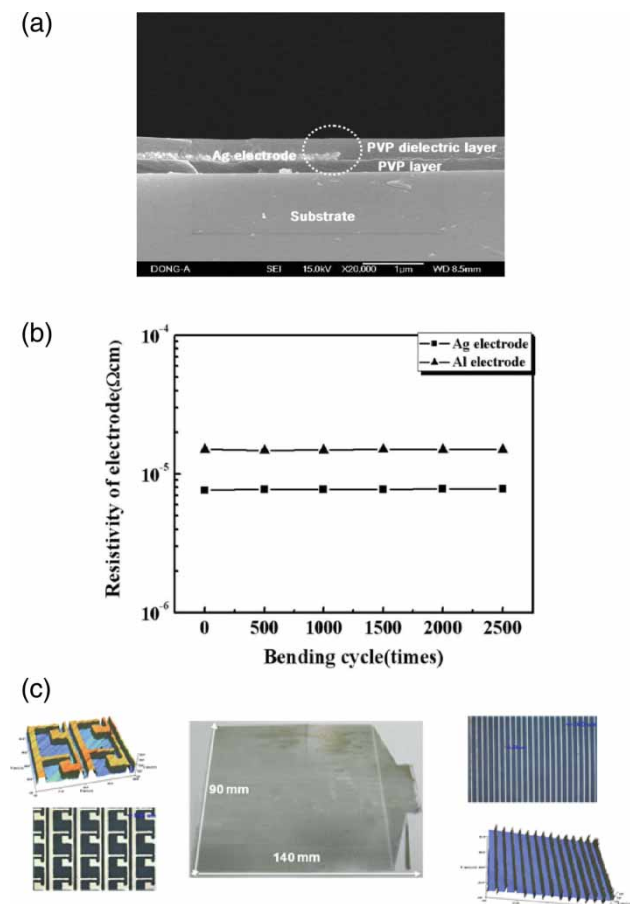 (a)
Ag electrode
PVP dielectric layer
PVP layer
Substrate
DONG-A SEI 15.0kV X20,000 1μm WD 8.5mm
(b)
Resistivity of electrode(Ωcm)
10-4
10-5
10-6
Ag electrode
Al electrode
0 500 1000 1500 2000 2500
Bending cycle(times)
(c)
90 mm
140 mm